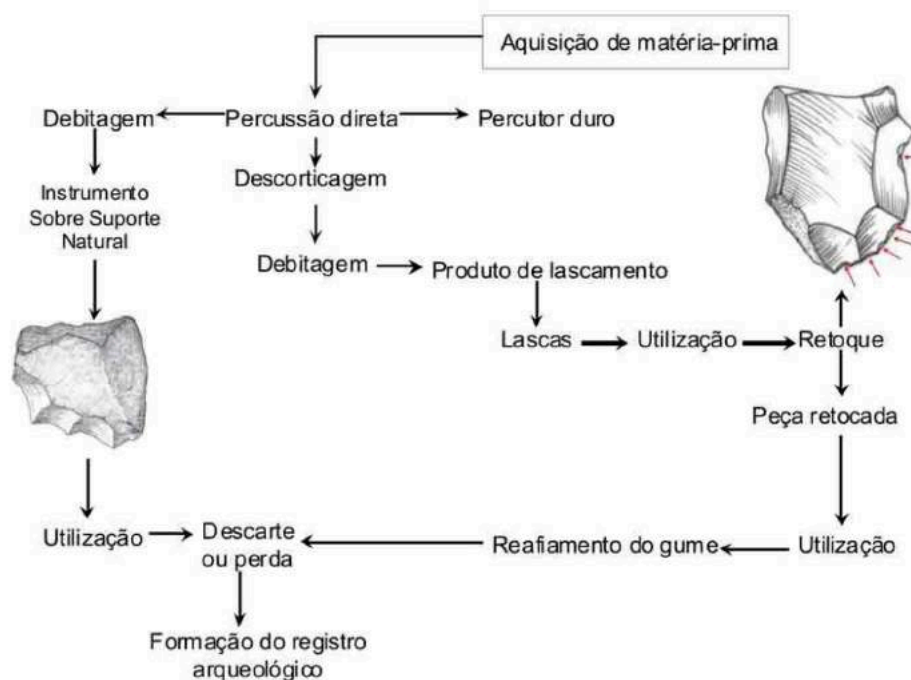 Aquisição de matéria-prima
Debitagem
Percussão direta
Percutor duro
Descorticagem
Instrumento
Sobre Suporte
Natural
Debitagem
Produto de lascamento
Lascas
Utilização
Retoque
Peça retocada
Utilização
Descarte
ou perda
Reafiamento do gume
Utilização
Formação do registro
arqueológico